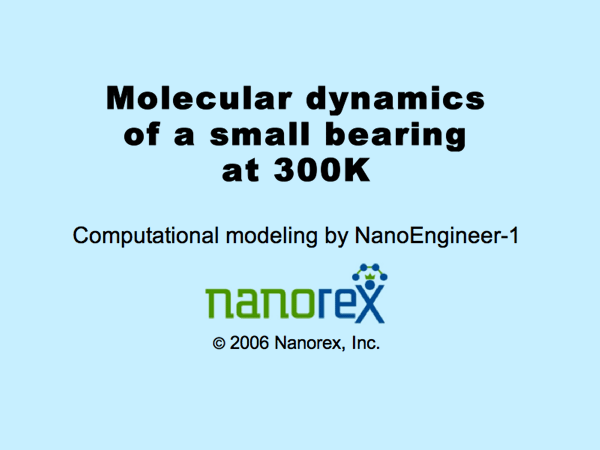 Molecular dynamics
of a small bearing
at 300K
Computational modeling by NanoEngineer-1
nanorex
© 2006 Nanorex, Inc.